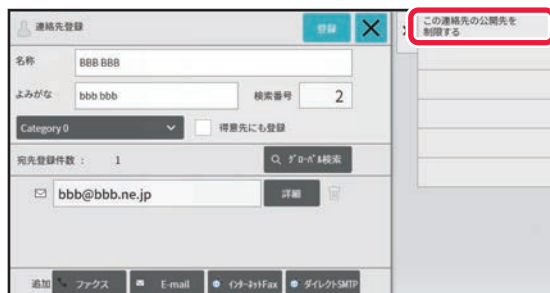 連絡先登録
登録
この連絡先の公開先を
制限する
名称
BBB BBB
よみがな
bbb bbb
検索番号
2
Category 0
得意先にも登録
宛先登録件数 : 1
グローバル検索
bbb@bbb.ne.jp
詳細
追加
ファクス
E-mail
インターネットFax
ダイレクトSMTP